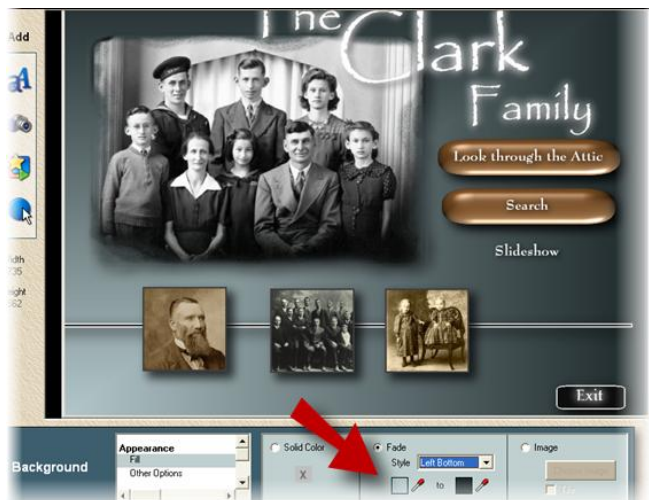 The
Clark
Family
Add
Look through the Attic
Search
Slideshow
Exit
Background
Appearance
Fill
Other Options
Solid Color
X
Fade
Style
Left Bottom
to:
Image